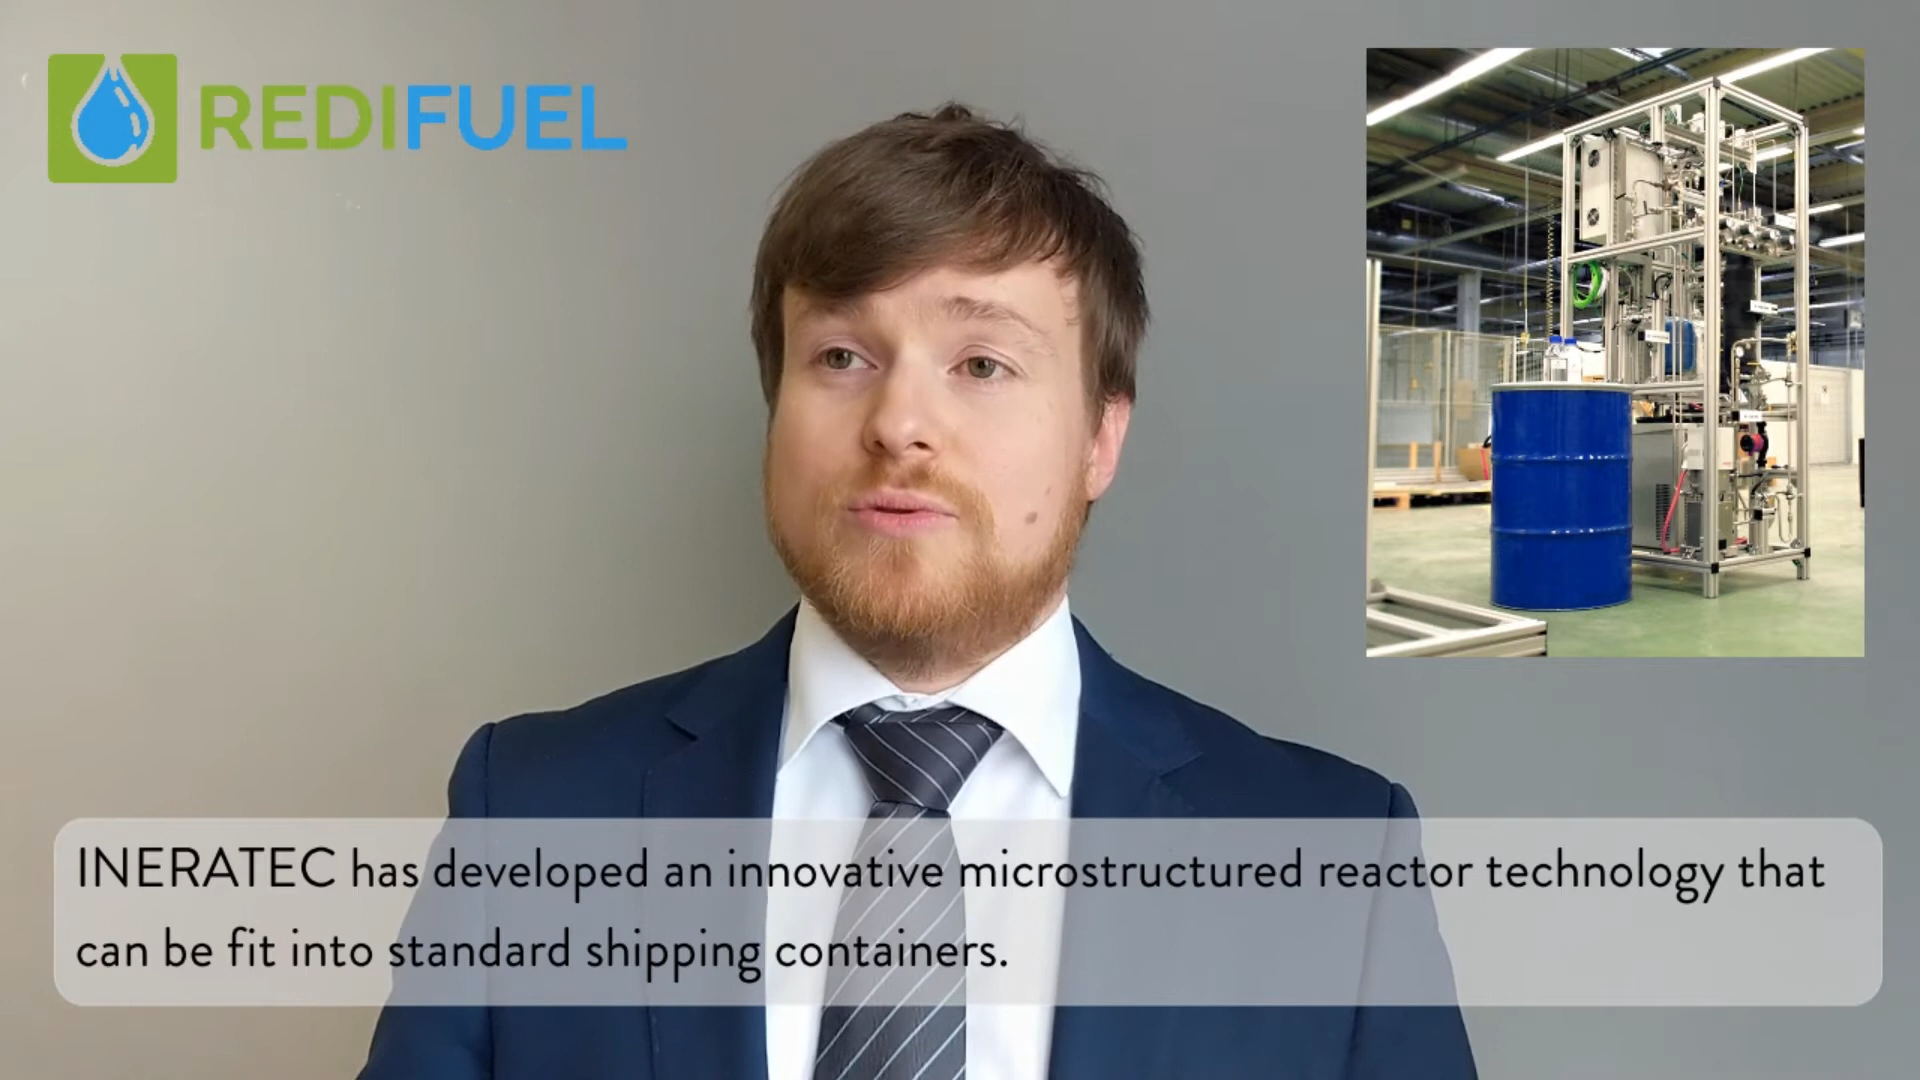 REDIFUEL
INERATEC has developed an innovative microstructured reactor technology that
can be fit into standard shipping containers.